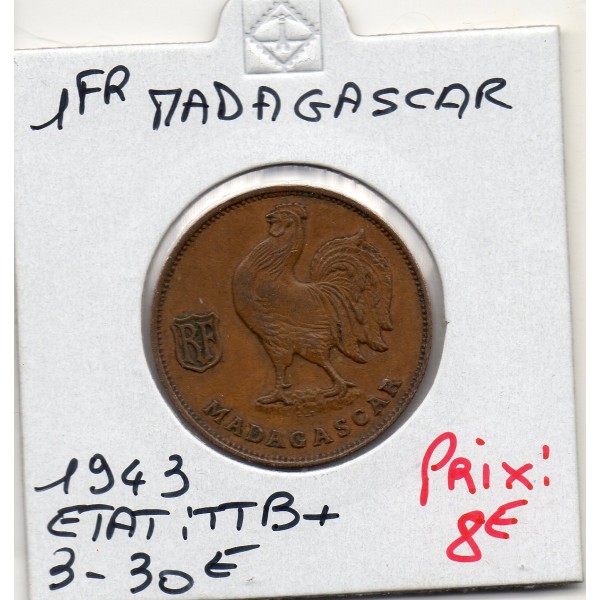 1FR MADAGASCAR
RF
MADAGASCAR
1943
ETAT: TTB+
3-30€
PRix:
8€